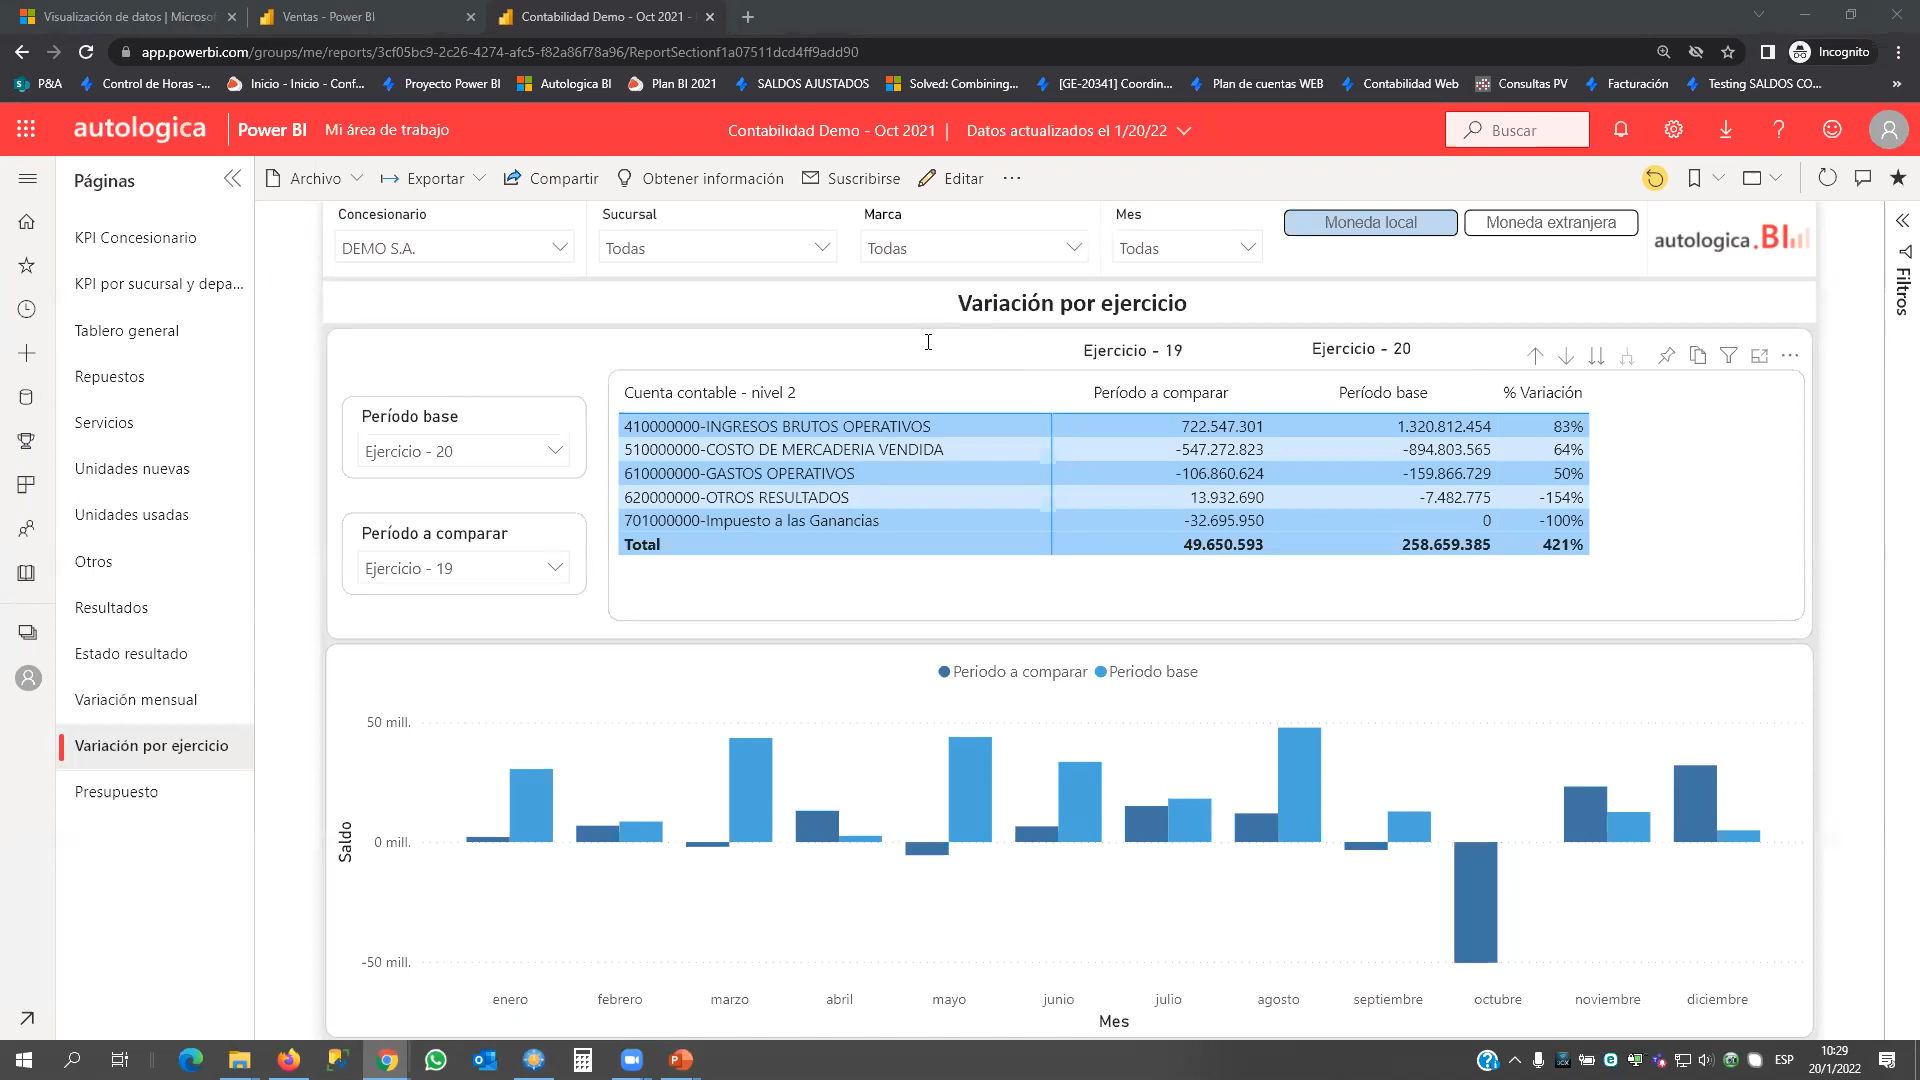 Visualización de datos | Microsof
Ventas - Power BI
Contabilidad Demo - Oct 2021 -
app.powerbi.com/groups/me/reports/3cf05bc9-2c26-4274-afc5-f82a86f78a96/ReportSectionf1a07511dcd4ff9add90
Incognito
P&A
Control de Horas -...
Inicio - Inicio - Conf...
Proyecto Power BI
Autologica BI
Plan BI 2021
SALDOS AJUSTADOS
Solved: Combining...
[GE-20341] Coordin...
Plan de cuentas WEB
Contabilidad Web
Consultas PV
Facturación
Testing SALDOS CO...
autologica
Power BI
Mi área de trabajo
Contabilidad Demo - Oct 2021 | Datos actualizados el 1/20/22
Buscar
Páginas
Archivo
Exportar
Compartir
Obtener información
Suscribirse
Editar
KPI Concesionario
KPI por sucursal y depa...
Tablero general
Repuestos
Servicios
Unidades nuevas
Unidades usadas
Otros
Resultados
Estado resultado
Variación mensual
Variación por ejercicio
Presupuesto
Concesionario
DEMO S.A.
Sucursal
Todas
Marca
Todas
Mes
Todas
Moneda local
Moneda extranjera
autologica.BI
Filtros
Variación por ejercicio
Ejercicio - 19
Ejercicio - 20
Período base
Ejercicio - 20
Período a comparar
Ejercicio - 19
Cuenta contable - nivel 2 Período a comparar Período base % Variación
410000000-INGRESOS BRUTOS OPERATIVOS 722.547.301 1.320.812.454 83%
510000000-COSTO DE MERCADERIA VENDIDA -547.272.823 -894.803.565 64%
610000000-GASTOS OPERATIVOS -106.860.624 -159.866.729 50%
620000000-OTROS RESULTADOS 13.932.690 -7.482.775 -154%
701000000-Impuesto a las Ganancias -32.695.950 0 -100%
Total 49.650.593 258.659.385 421%
Periodo a comparar Periodo base
50 mill.
0 mill.
-50 mill.
Saldo
enero febrero marzo abril mayo junio julio agosto septiembre octubre noviembre diciembre
Mes
ESP
10:29
20/1/2022